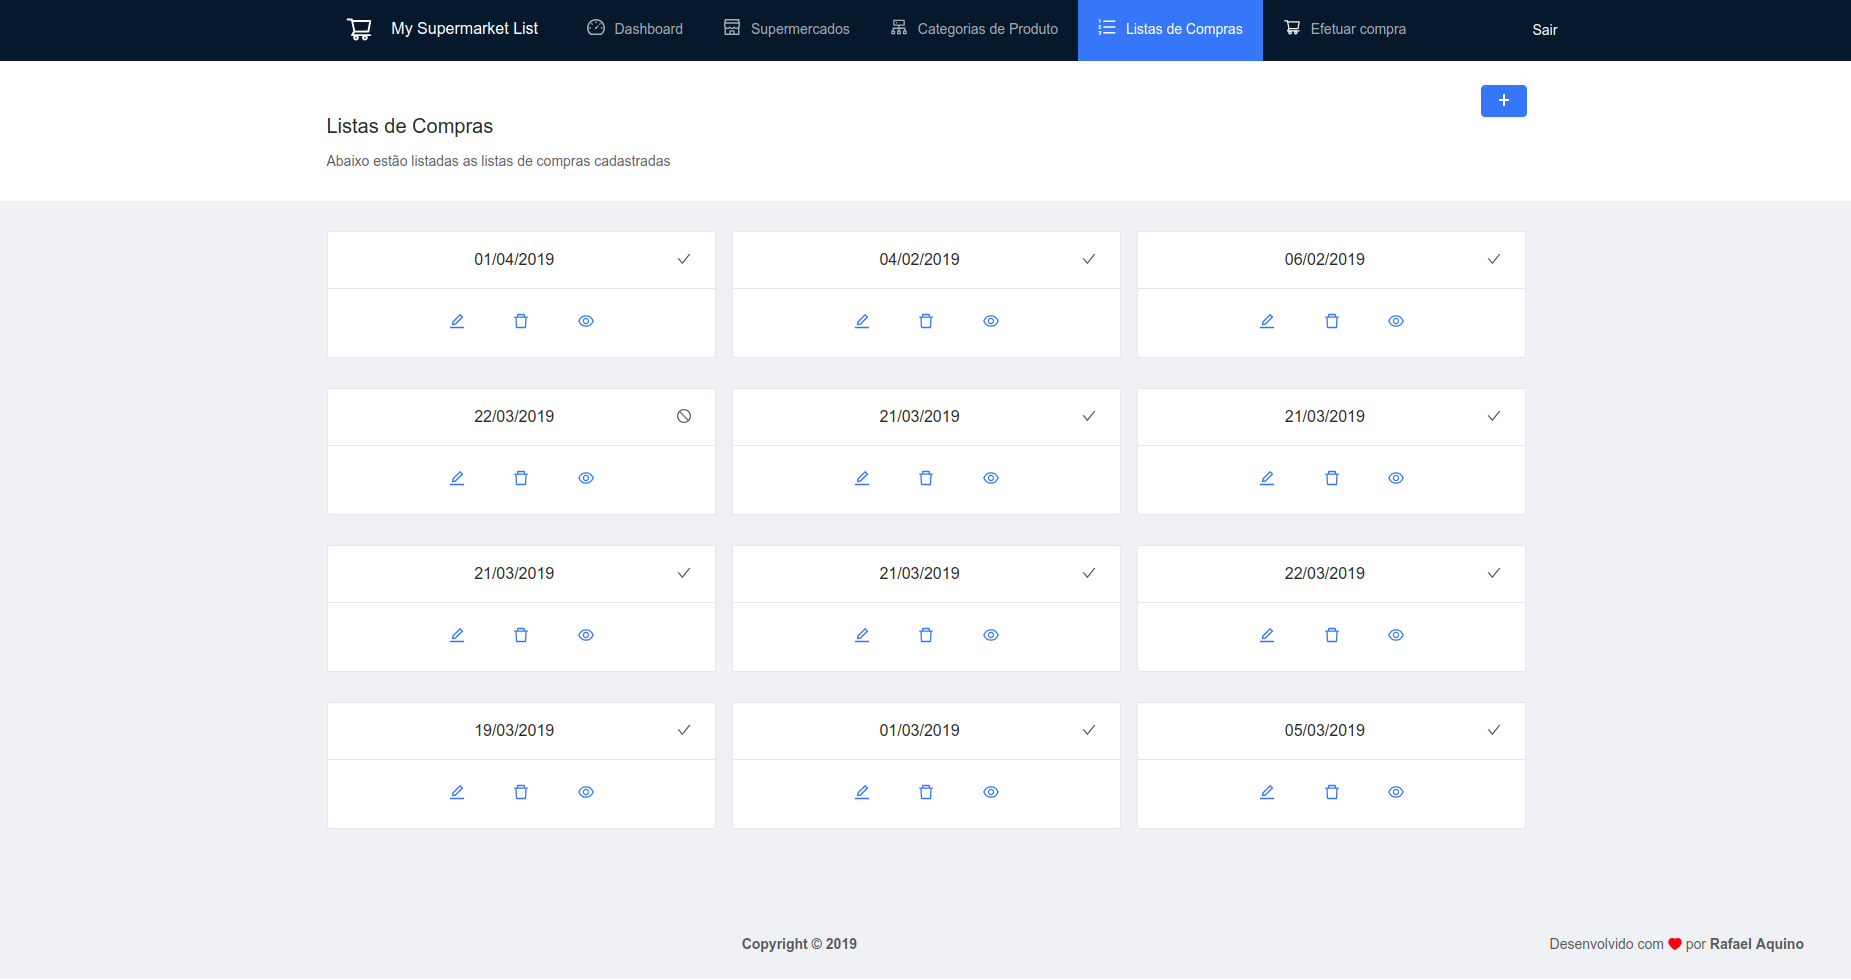 My Supermarket List Dashboard Supermercados Categorias de Produto Listas de Compras Efetuar compra Sair
+
Listas de Compras
Abaixo estão listadas as listas de compras cadastradas
01/04/2019 04/02/2019 06/02/2019
22/03/2019 21/03/2019 21/03/2019
21/03/2019 21/03/2019 22/03/2019
19/03/2019 01/03/2019 05/03/2019
Copyright © 2019 Desenvolvido com ❤ por Rafael Aquino